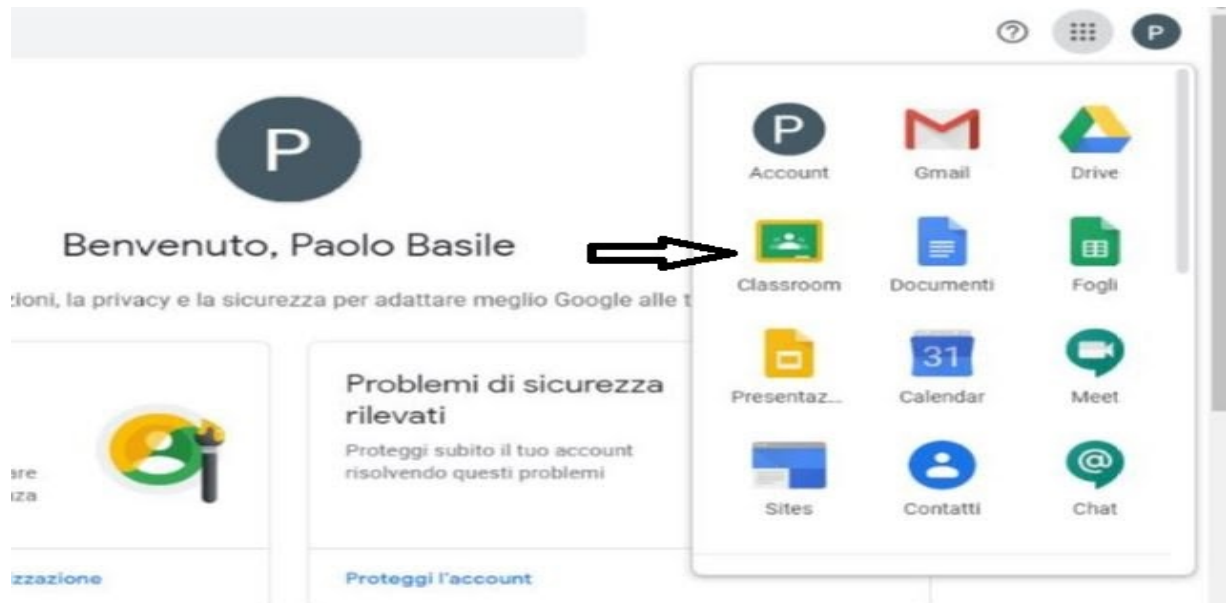 P
P
Benvenuto, Paolo Basile
zioni, la privacy e la sicurezza per adattare meglio Google alle t
Problemi di sicurezza
rilevati
Proteggi subito il tuo account
risolvendo questi problemi
are
nza
zzazione
Proteggi l'account
P
Account
Gmail
Drive
Classroom
Documenti
Fogli
Presentaz...
31
Calendar
Meet
Sites
Contatti
@
Chat